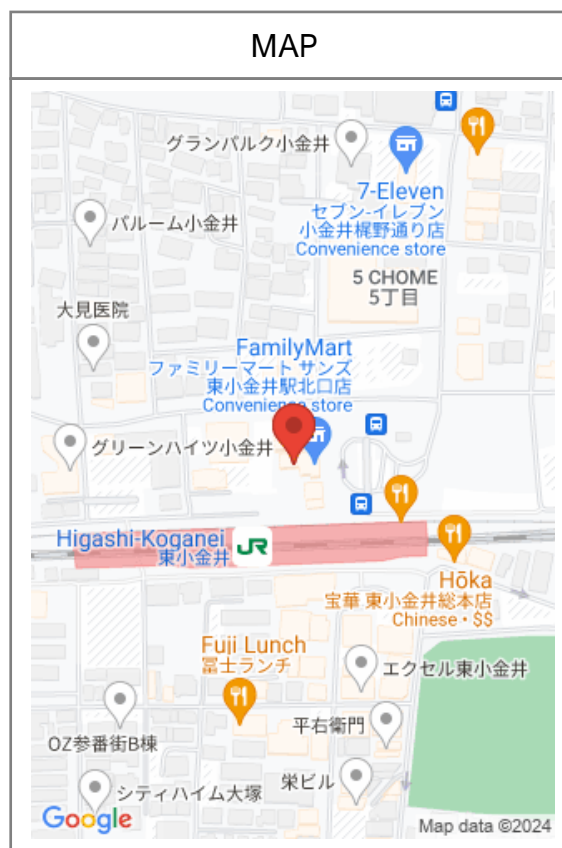 MAP
グランパルク小金井
7-Eleven
セブン-イレブン
小金井梶野通り店
Convenience store
パルーム小金井
5 CHOME
5丁目
大見医院
FamilyMart
ファミリーマート サンズ
東小金井駅北口店
Convenience store
グリーンハイツ小金井
Higashi-Koganei
東小金井
JR
Hōka
宝華 東小金井総本店
Chinese・$$
Fuji Lunch
冨士ランチ
エクセル東小金井
OZ参番街B棟
平右衛門
シティハイム大塚
栄ビル
Google
Map data ©2024